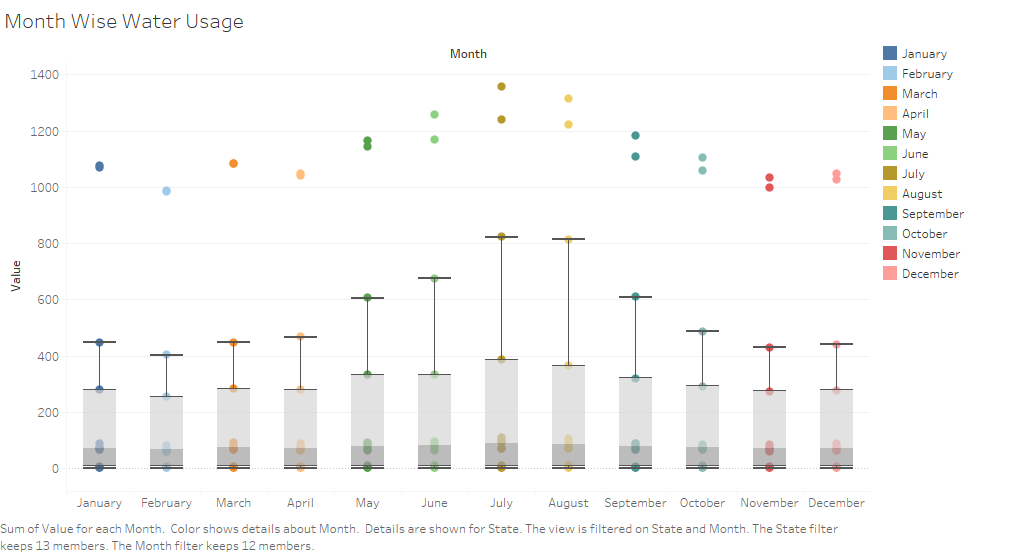 Month Wise Water Usage
Month
January
February
March
April
May
June
July
August
September
October
November
December
1400
1200
1000
800
600
400
200
0
Value
January February March April May June July August September October November December
Sum of Value for each Month. Color shows details about Month. Details are shown for State. The view is filtered on State and Month. The State filter
keeps 13 members. The Month filter keeps 12 members.